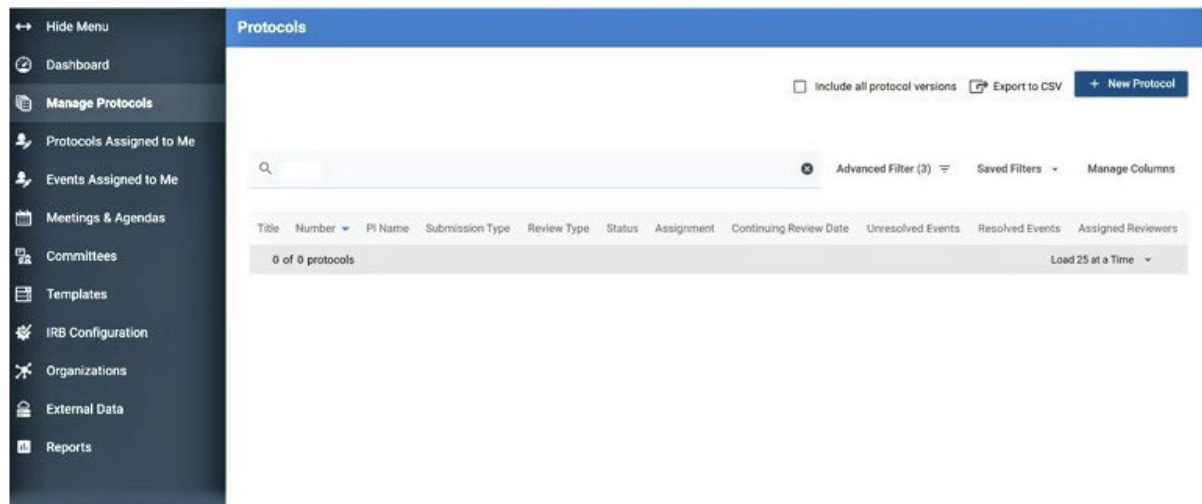 Hide Menu
Protocols
Dashboard
Include all protocol versions Export to CSV + New Protocol
Manage Protocols
Protocols Assigned to Me
Advanced Filter (3) Saved Filters Manage Columns
Events Assigned to Me
Meetings & Agendas
Title Number PI Name Submission Type Review Type Status Assignment Continuing Review Date Unresolved Events Resolved Events Assigned Reviewers
Committees
0 of 0 protocols Load 25 at a Time
Templates
IRB Configuration
Organizations
External Data
Reports